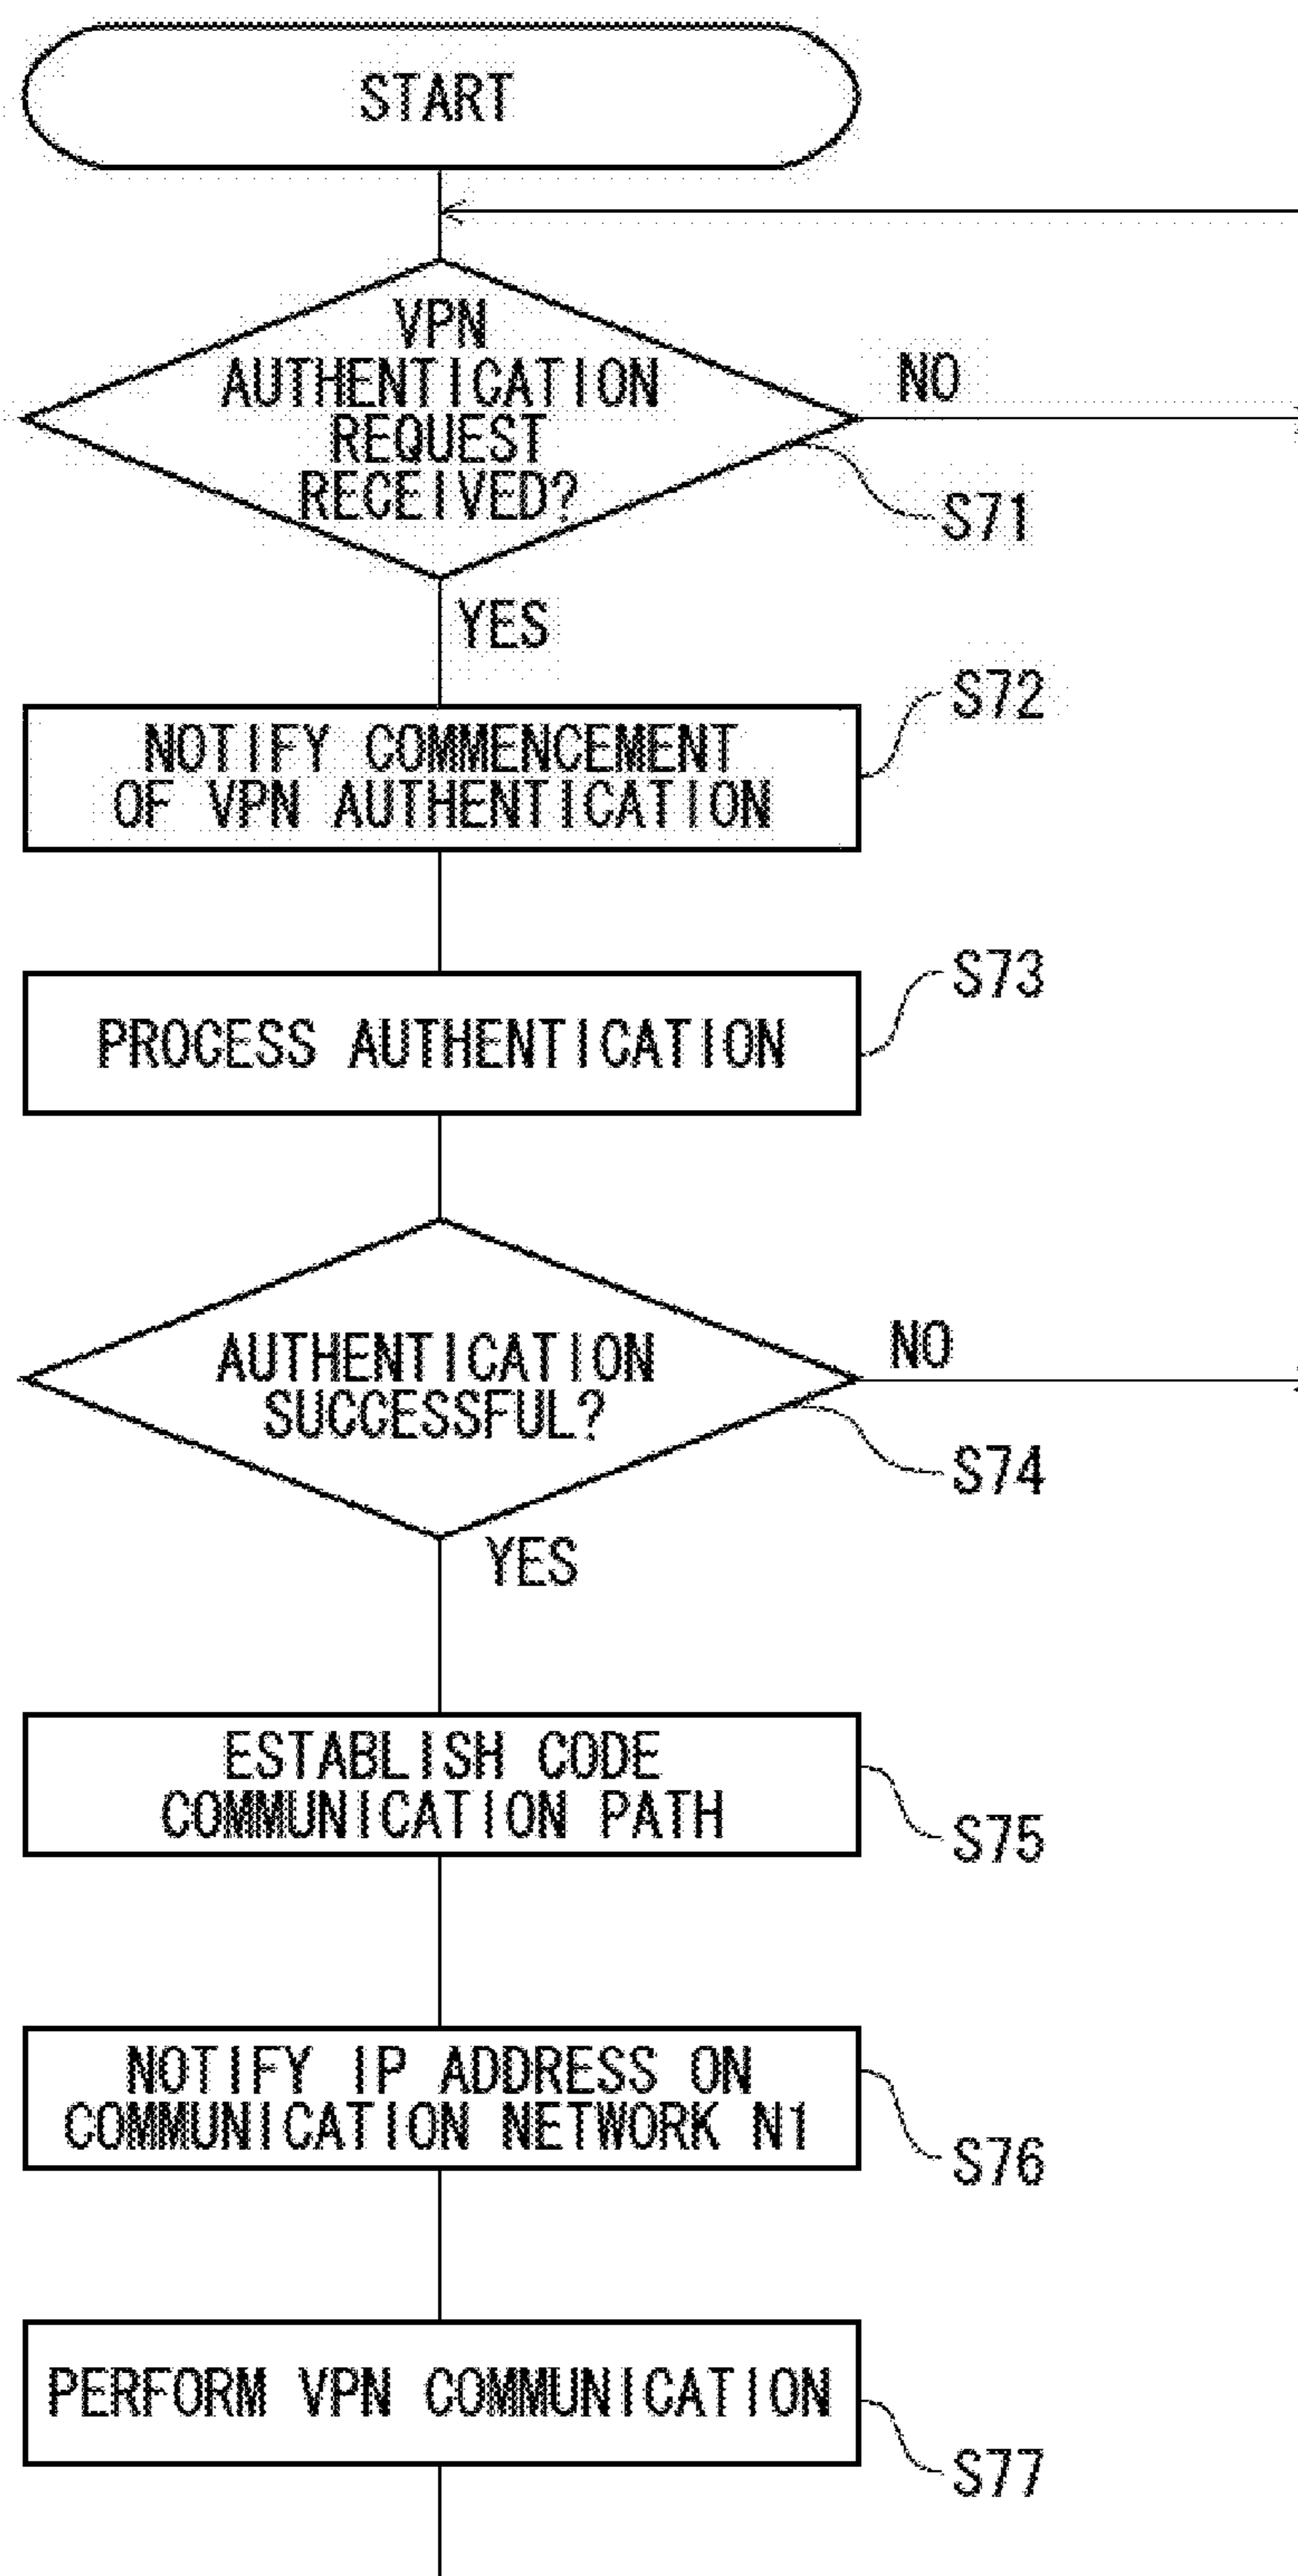 START
VPN
AUTHENTICATION
REQUEST
RECEIVED?
NO
S71
YES
S72
NOTIFY COMMENCEMENT
OF VPN AUTHENTICATION
S73
PROCESS AUTHENTICATION
AUTHENTICATION
SUCCESSFUL?
NO
S74
YES
ESTABLISH CODE
COMMUNICATION PATH
S75
NOTIFY IP ADDRESS ON
COMMUNICATION NETWORK N1
S76
PERFORM VPN COMMUNICATION
S77